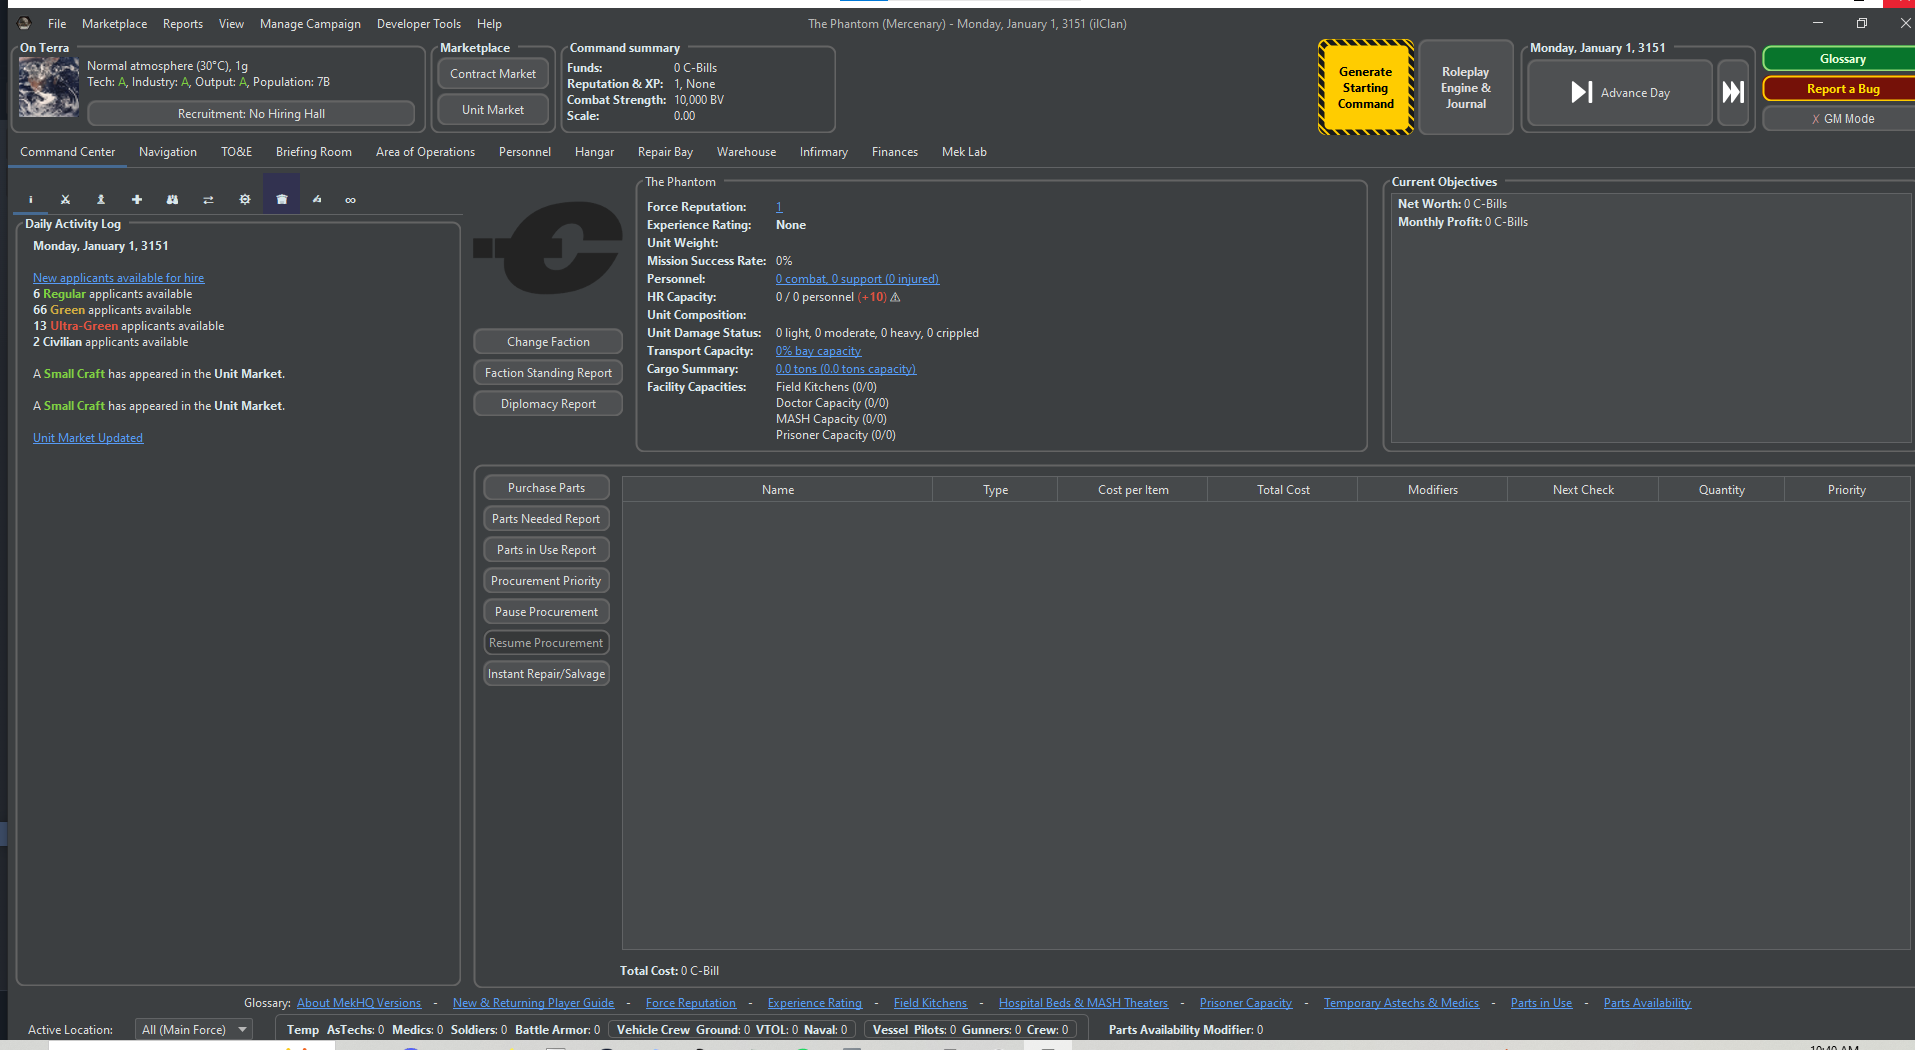 File Marketplace Reports View Manage Campaign Developer Tools Help
The Phantom (Mercenary) - Monday, January 1, 3151 (ilClan)
On Terra
Normal atmosphere (30°C), 1g
Tech: A, Industry: A, Output: A, Population: 7B
Recruitment: No Hiring Hall
Marketplace
Contract Market
Unit Market
Command summary
Funds: 0 C-Bills
Reputation & XP: 1, None
Combat Strength: 10,000 BV
Scale: 0.00
Generate
Starting
Command
Roleplay
Engine &
Journal
Monday, January 1, 3151
Advance Day
Glossary
Report a Bug
X GM Mode
Command Center Navigation TO&E Briefing Room Area of Operations Personnel Hangar Repair Bay Warehouse Infirmary Finances Mek Lab
Daily Activity Log
Monday, January 1, 3151
New applicants available for hire
6 Regular applicants available
66 Green applicants available
13 Ultra-Green applicants available
2 Civilian applicants available
A Small Craft has appeared in the Unit Market.
A Small Craft has appeared in the Unit Market.
Unit Market Updated
Change Faction
Faction Standing Report
Diplomacy Report
The Phantom
Force Reputation: 1
Experience Rating: None
Unit Weight:
Mission Success Rate: 0%
Personnel: 0 combat, 0 support (0 injured)
HR Capacity: 0 / 0 personnel (+10) ⚠
Unit Composition:
Unit Damage Status: 0 light, 0 moderate, 0 heavy, 0 crippled
Transport Capacity: 0% bay capacity
Cargo Summary: 0.0 tons (0.0 tons capacity)
Facility Capacities: Field Kitchens (0/0)
Doctor Capacity (0/0)
MASH Capacity (0/0)
Prisoner Capacity (0/0)
Current Objectives
Net Worth: 0 C-Bills
Monthly Profit: 0 C-Bills
Purchase Parts
Parts Needed Report
Parts in Use Report
Procurement Priority
Pause Procurement
Resume Procurement
Instant Repair/Salvage
Name Type Cost per Item Total Cost Modifiers Next Check Quantity Priority
Total Cost: 0 C-Bill
Glossary: About MekHQ Versions - New & Returning Player Guide - Force Reputation - Experience Rating - Field Kitchens - Hospital Beds & MASH Theaters - Prisoner Capacity - Temporary Astechs & Medics - Parts in Use - Parts Availability
Active Location: All (Main Force) Temp AsTechs: 0 Medics: 0 Soldiers: 0 Battle Armor: 0 Vehicle Crew Ground: 0 VTOL: 0 Naval: 0 Vessel Pilots: 0 Gunners: 0 Crew: 0 Parts Availability Modifier: 0